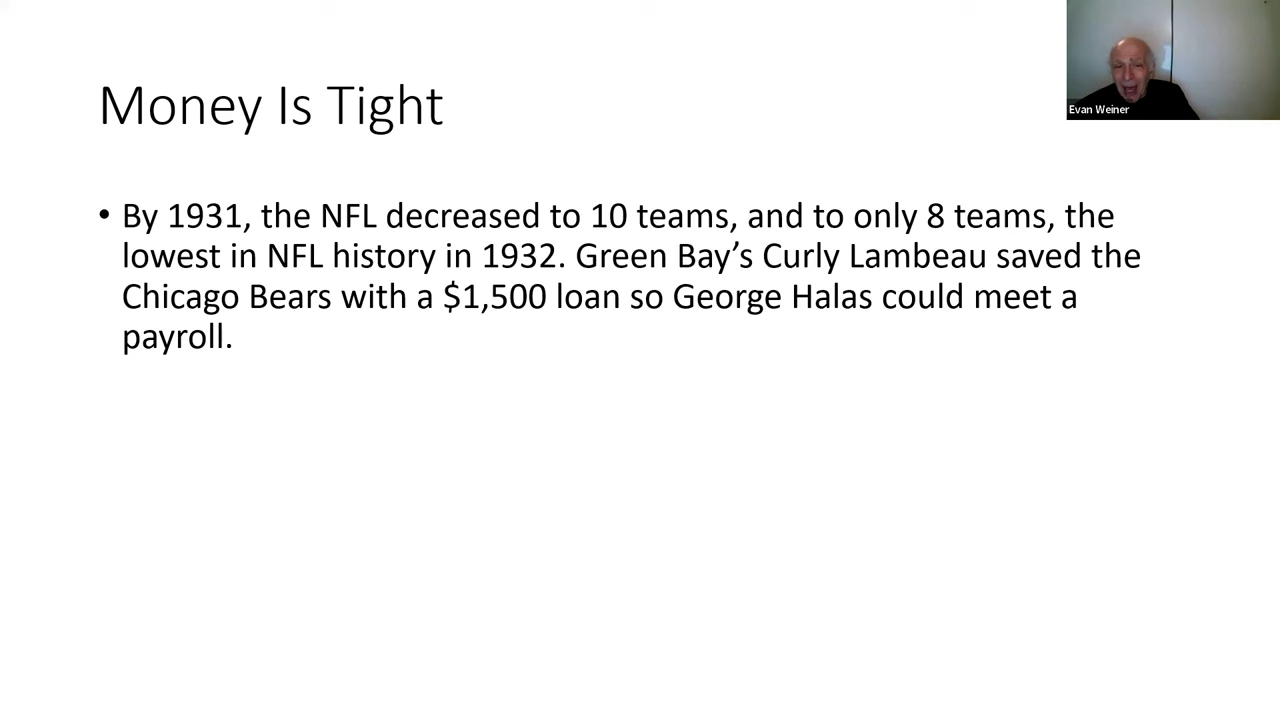 Money Is Tight
Evan Weiner
• By 1931, the NFL decreased to 10 teams, and to only 8 teams, the
lowest in NFL history in 1932. Green Bay’s Curly Lambeau saved the
Chicago Bears with a $1,500 loan so George Halas could meet a
payroll.